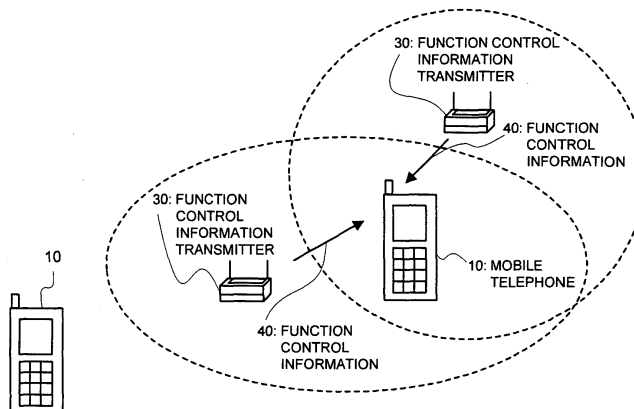 30: FUNCTION CONTROL
INFORMATION
TRANSMITTER
40: FUNCTION
CONTROL
INFORMATION
30: FUNCTION
CONTROL
INFORMATION
TRANSMITTER
10
10: MOBILE
TELEPHONE
40: FUNCTION
CONTROL
INFORMATION